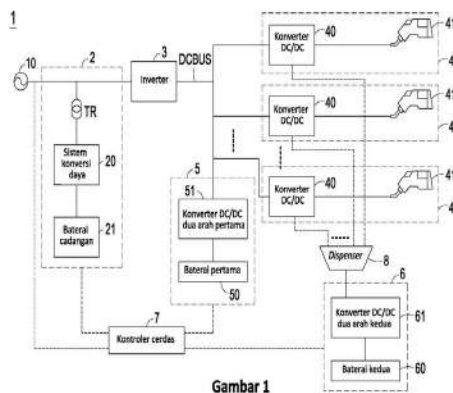 1
10
2
3
Inverter
DCBUS
TR
Sistem
konversi
daya
20
Baterai
cadangan
21
Konverter
DC/DC
40
41
4
Konverter
DC/DC
40
41
4
Konverter
DC/DC
40
41
4
5
51
Konverter DC/DC
dua arah pertama
Baterai pertama
50
Dispenser
8
6
Konverter DC/DC
dua arah kedua
61
Baterai kedua
60
7
Kontroler cerdas
Gambar 1